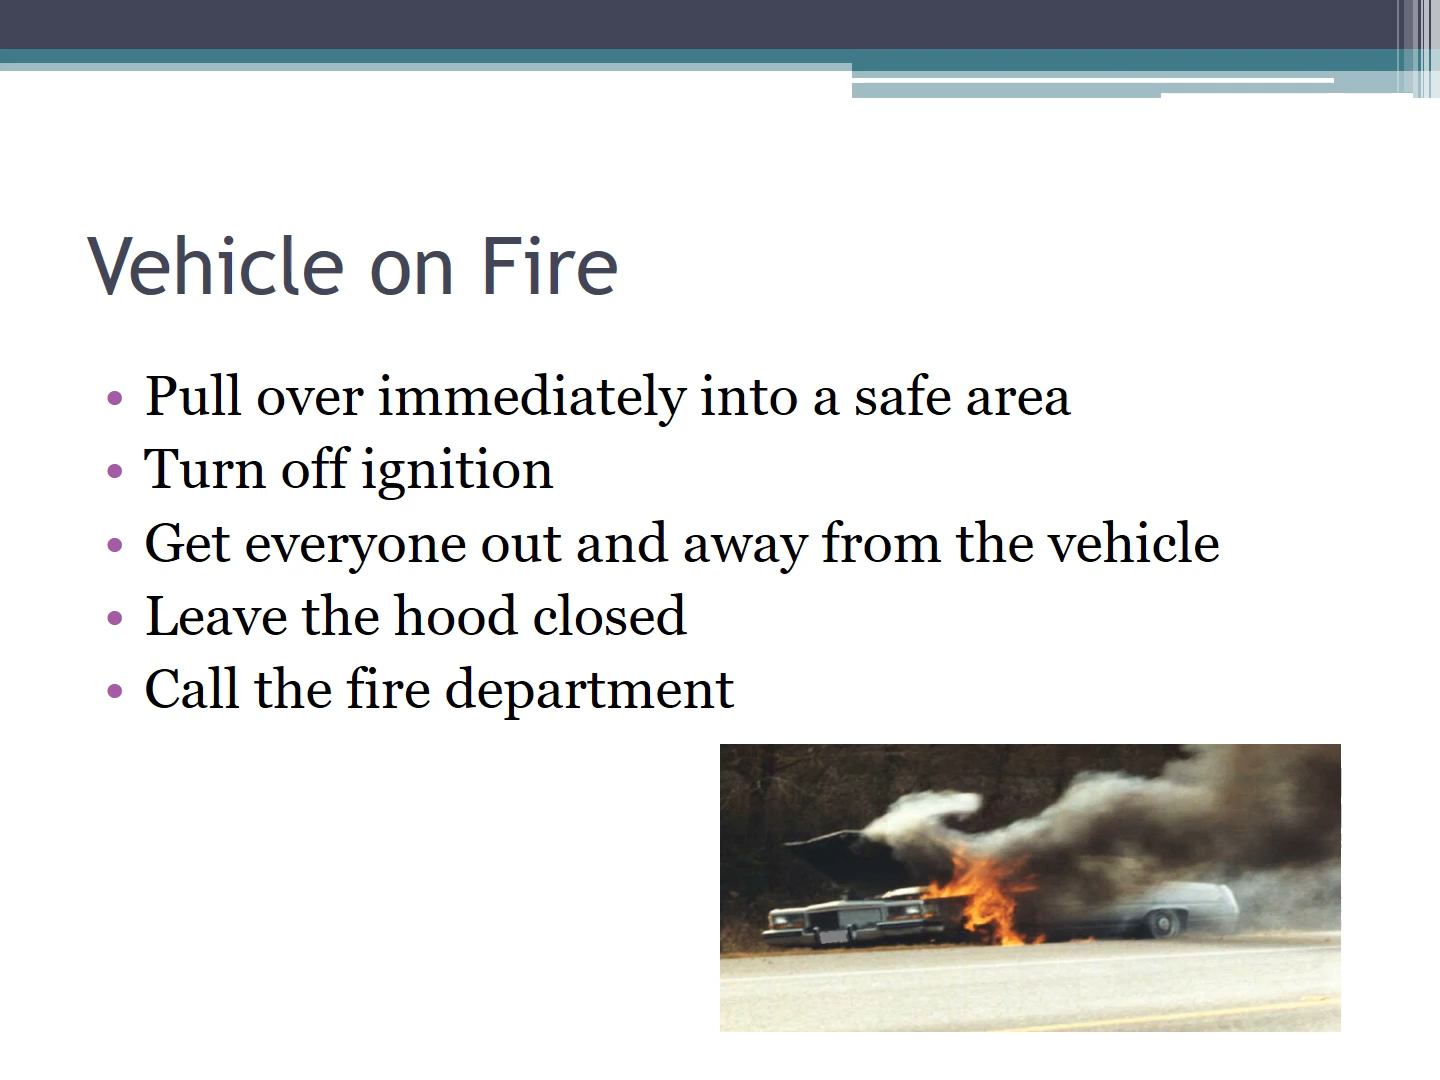 Vehicle on Fire
• Pull over immediately into a safe area
• Turn off ignition
• Get everyone out and away from the vehicle
• Leave the hood closed
• Call the fire department